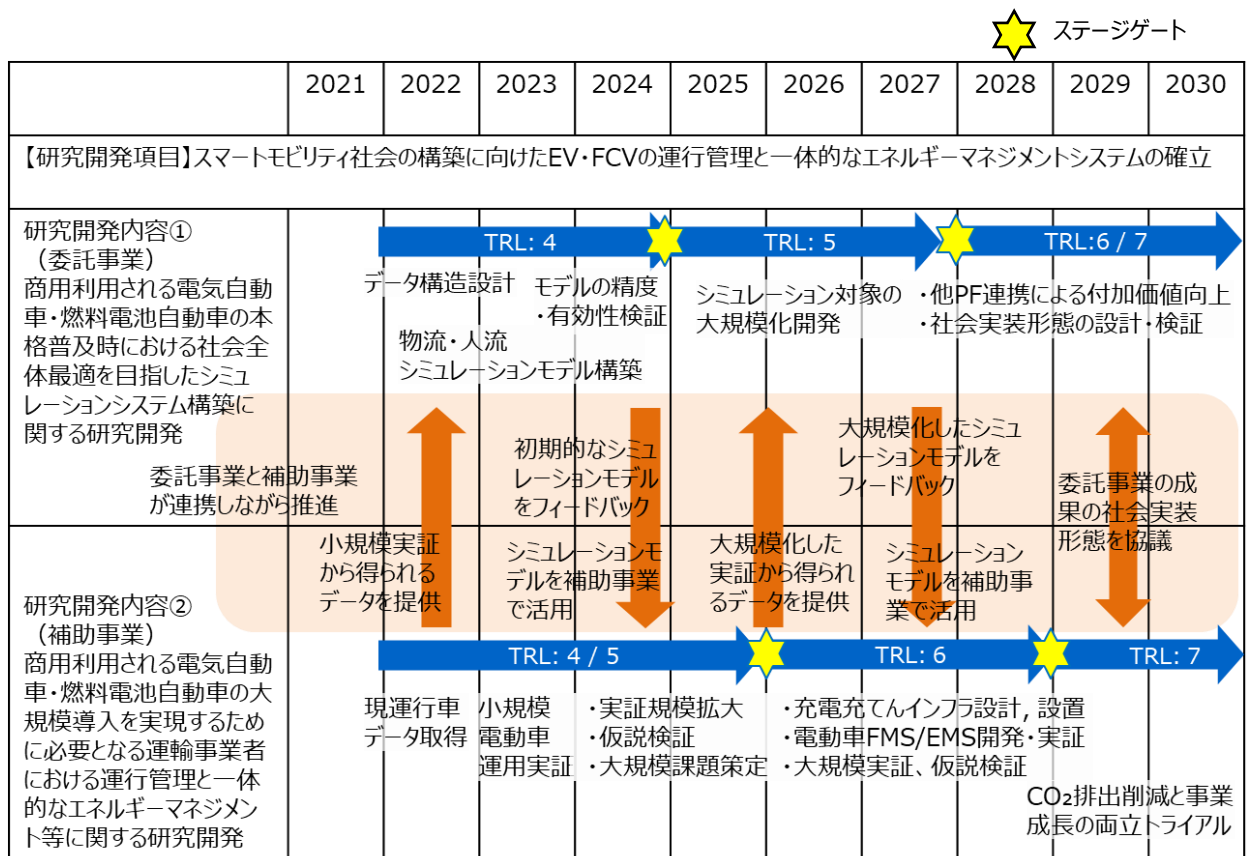 ステージゲート
2021 2022 2023 2024 2025 2026 2027 2028 2029 2030
【研究開発項目】スマートモビリティ社会の構築に向けたEV・FCVの運行管理と一体的なエネルギーマネジメントシステムの確立
研究開発内容①
（委託事業）
商用利用される電気自動
車・燃料電池自動車の本
格普及時における社会全
体最適を目指したシミュ
レーションシステム構築に
関する研究開発
TRL: 4
TRL: 5
TRL:6 / 7
データ構造設計
モデルの精度
・有効性検証
物流・人流
シミュレーションモデル構築
シミュレーション対象の
大規模化開発
・他PF連携による付加価値向上
・社会実装形態の設計・検証
委託事業と補助事業
が連携しながら推進
小規模実証
から得られる
データを提供
初期的なシミュ
レーションモデル
をフィードバック
シミュレーションモ
デルを補助事業
で活用
大規模化した
実証から得られ
るデータを提供
大規模化したシミュ
レーションモデルを
フィードバック
シミュレーション
モデルを補助事
業で活用
委託事業の成
果の社会実装
形態を協議
研究開発内容②
（補助事業）
商用利用される電気自動
車・燃料電池自動車の大
規模導入を実現するため
に必要となる運輸事業者
における運行管理と一体
的なエネルギーマネジメン
ト等に関する研究開発
TRL: 4 / 5
TRL: 6
TRL: 7
現運行車
データ取得
小規模
電動車
運用実証
・実証規模拡大
・仮説検証
・大規模課題策定
・充電充てんインフラ設計, 設置
・電動車FMS/EMS開発・実証
・大規模実証、仮説検証
CO₂排出削減と事業
成長の両立トライアル